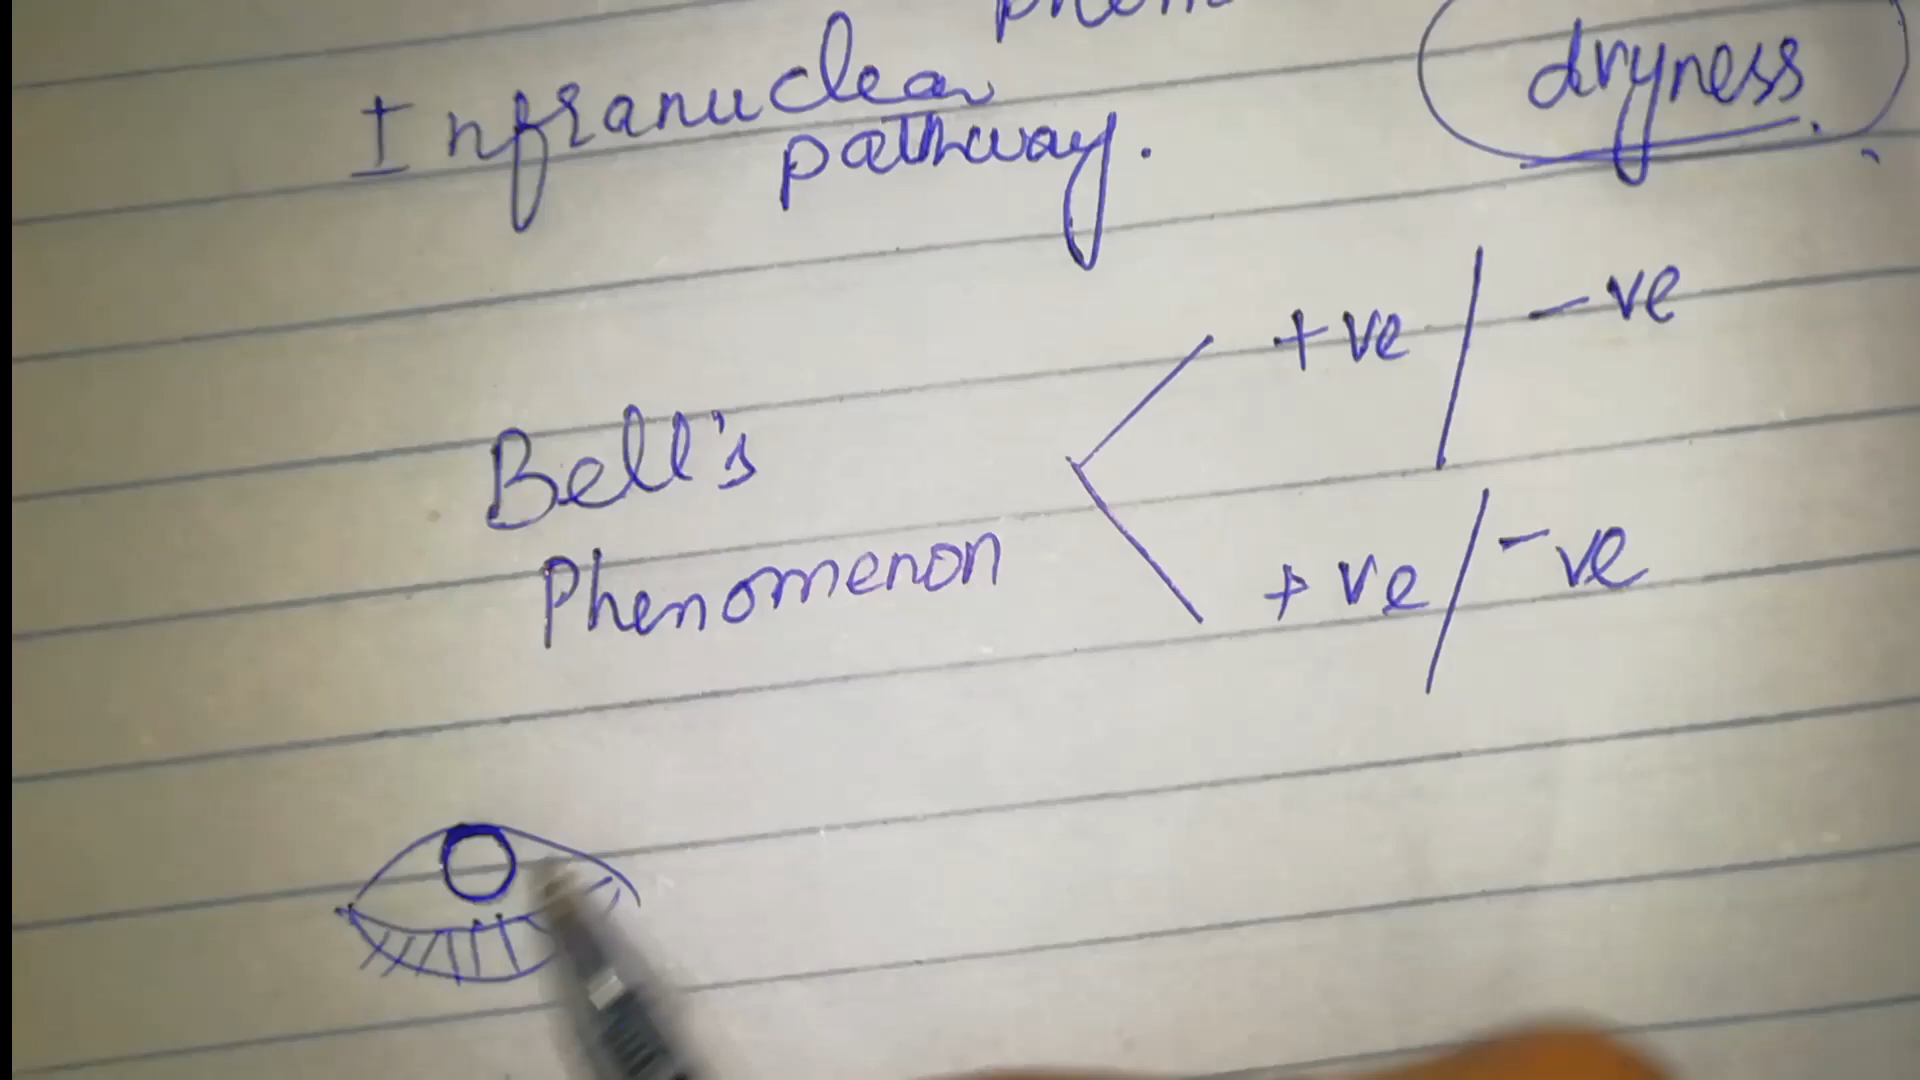 dryness
Infranuclear
pathway.
+ve / -ve
Bell's
Phenomenon
+ve / -ve